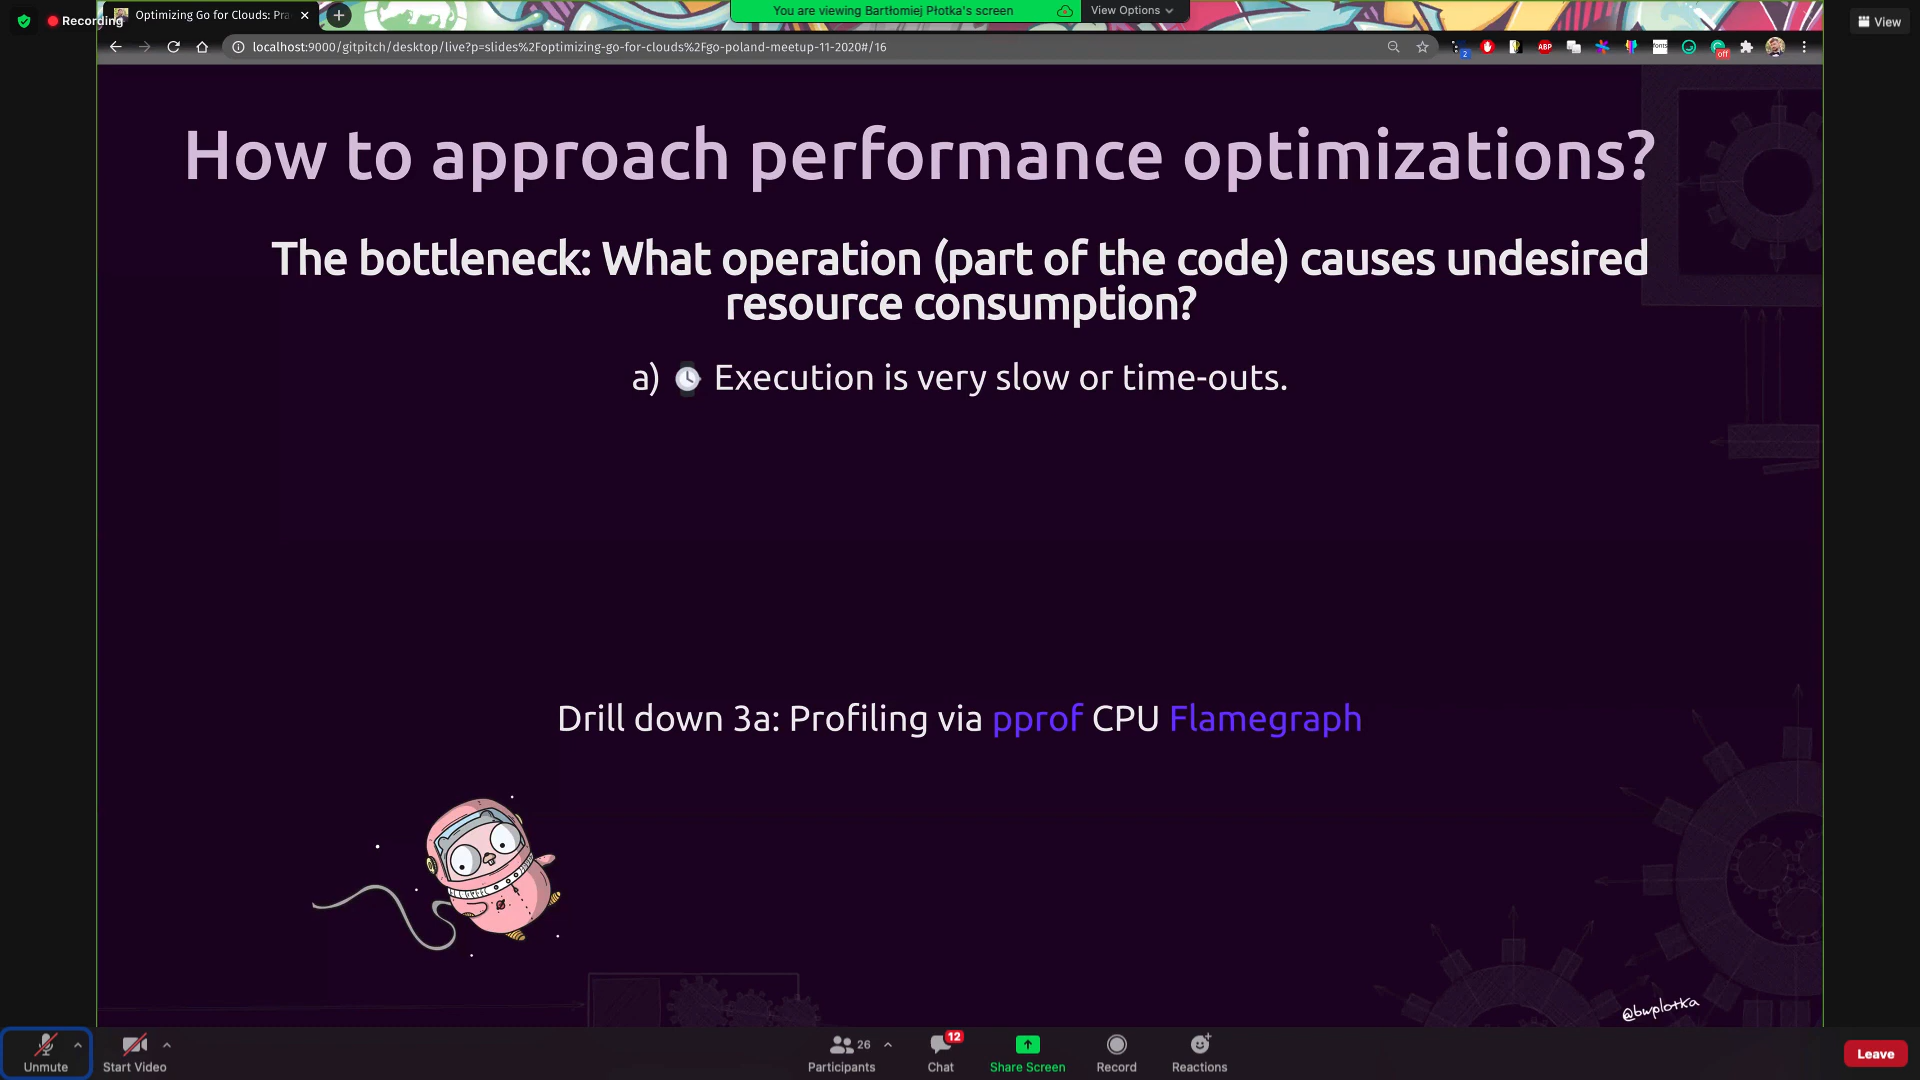 Recording
Optimizing Go for Clouds: Pra
You are viewing Bartłomiej Płotka's screen
View Options
View
localhost:9000/gitpitch/desktop/live?p=slides%2Foptimizing-go-for-clouds%2Fgo-poland-meetup-11-2020#/16
2
ABP
fonts
off
How to approach performance optimizations?
The bottleneck: What operation (part of the code) causes undesired
resource consumption?
a) Execution is very slow or time-outs.
Drill down 3a: Profiling via pprof CPU Flamegraph
@bwplotka
Unmute
Start Video
26
Participants
12
Chat
Share Screen
Record
Reactions
Leave